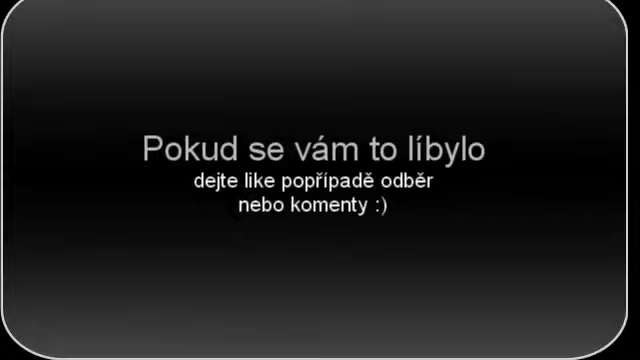 Pokud se vám to líbylo
dejte like popřípadě odběr
nebo komenty :)